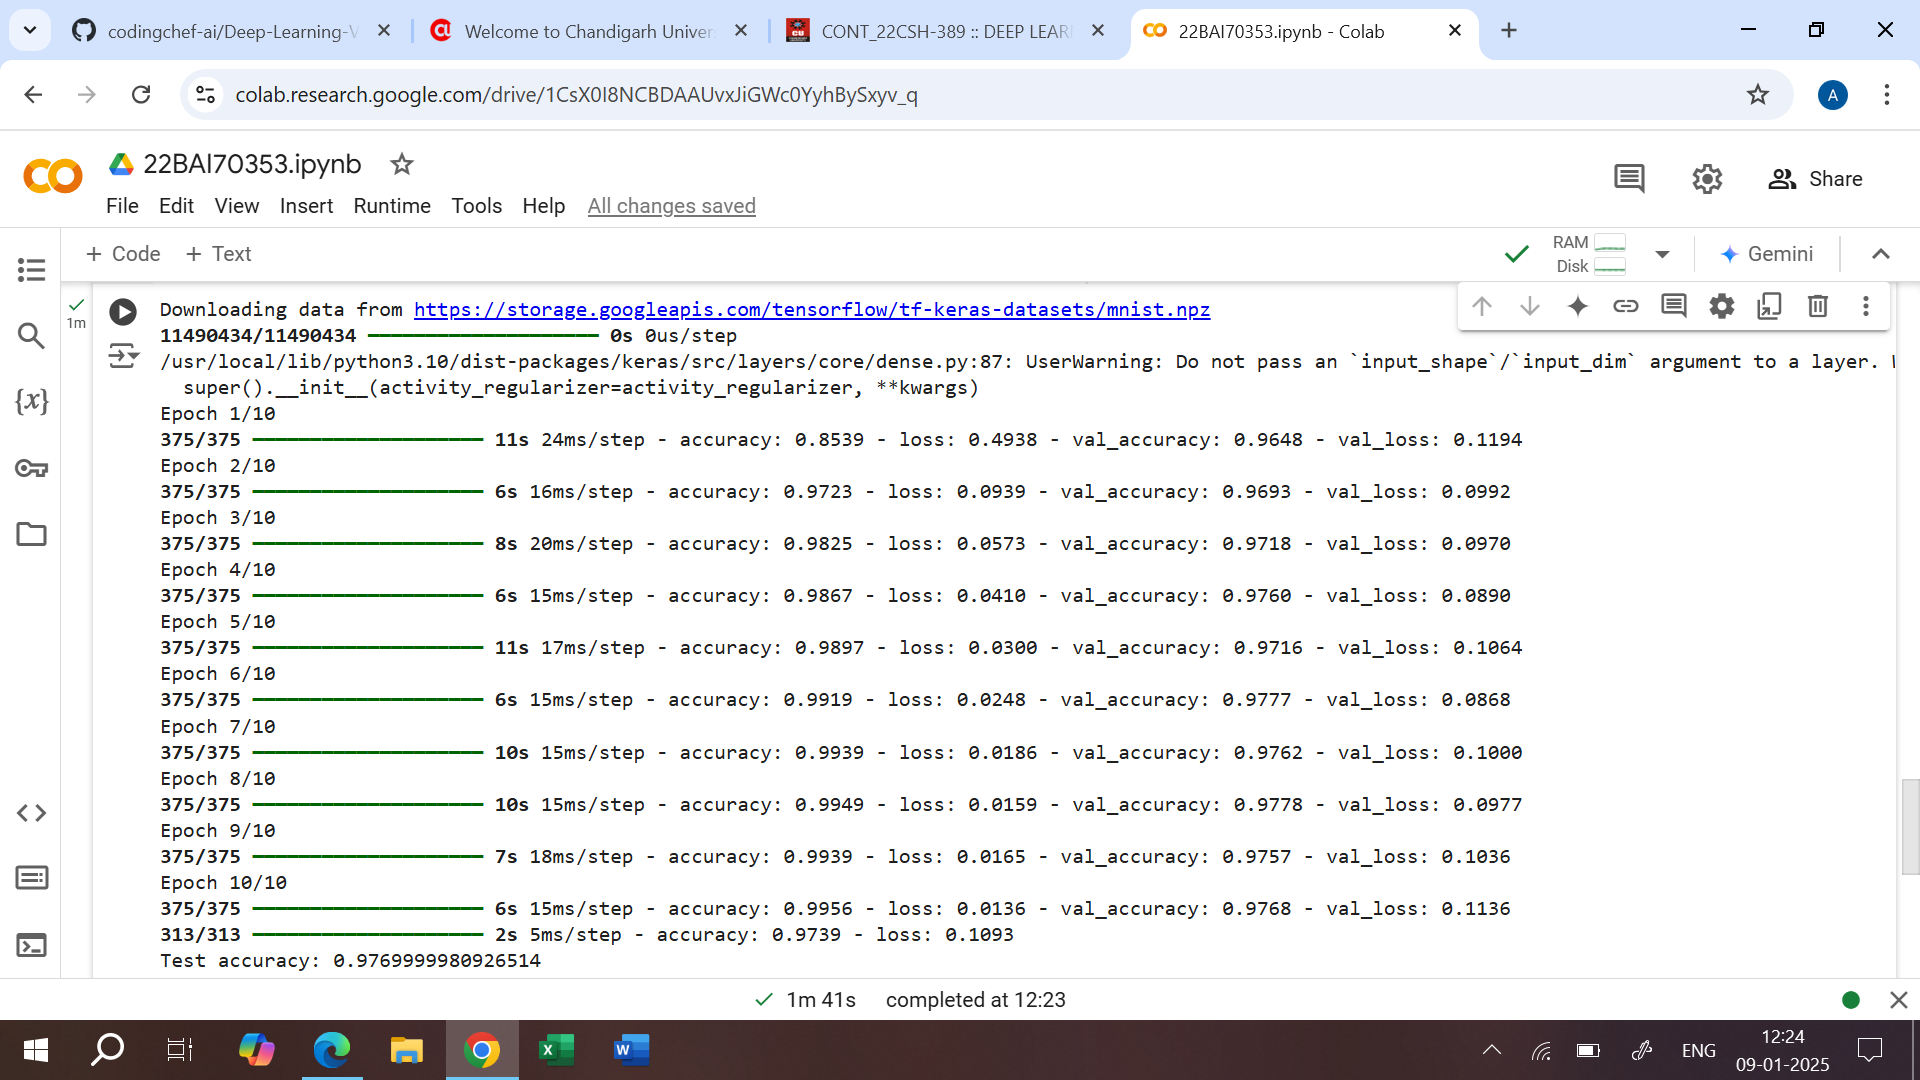 codingchef-ai/Deep-Learning-V
Welcome to Chandigarh Univers
CONT_22CSH-389 :: DEEP LEARI
22BAI70353.ipynb - Colab
colab.research.google.com/drive/1CsX0I8NCBDAAUvxJiGWc0YyhBySxyv_q
A
22BAI70353.ipynb
File Edit View Insert Runtime Tools Help All changes saved
Share
+ Code + Text
RAM
Disk
Gemini
1m
Downloading data from https://storage.googleapis.com/tensorflow/tf-keras-datasets/mnist.npz
11490434/11490434 0s 0us/step
/usr/local/lib/python3.10/dist-packages/keras/src/layers/core/dense.py:87: UserWarning: Do not pass an `input_shape`/`input_dim` argument to a layer.
super().__init__(activity_regularizer=activity_regularizer, **kwargs)
Epoch 1/10
375/375 11s 24ms/step - accuracy: 0.8539 - loss: 0.4938 - val_accuracy: 0.9648 - val_loss: 0.1194
Epoch 2/10
375/375 6s 16ms/step - accuracy: 0.9723 - loss: 0.0939 - val_accuracy: 0.9693 - val_loss: 0.0992
Epoch 3/10
375/375 8s 20ms/step - accuracy: 0.9825 - loss: 0.0573 - val_accuracy: 0.9718 - val_loss: 0.0970
Epoch 4/10
375/375 6s 15ms/step - accuracy: 0.9867 - loss: 0.0410 - val_accuracy: 0.9760 - val_loss: 0.0890
Epoch 5/10
375/375 11s 17ms/step - accuracy: 0.9897 - loss: 0.0300 - val_accuracy: 0.9716 - val_loss: 0.1064
Epoch 6/10
375/375 6s 15ms/step - accuracy: 0.9919 - loss: 0.0248 - val_accuracy: 0.9777 - val_loss: 0.0868
Epoch 7/10
375/375 10s 15ms/step - accuracy: 0.9939 - loss: 0.0186 - val_accuracy: 0.9762 - val_loss: 0.1000
Epoch 8/10
375/375 10s 15ms/step - accuracy: 0.9949 - loss: 0.0159 - val_accuracy: 0.9778 - val_loss: 0.0977
Epoch 9/10
375/375 7s 18ms/step - accuracy: 0.9939 - loss: 0.0165 - val_accuracy: 0.9757 - val_loss: 0.1036
Epoch 10/10
375/375 6s 15ms/step - accuracy: 0.9956 - loss: 0.0136 - val_accuracy: 0.9768 - val_loss: 0.1136
313/313 2s 5ms/step - accuracy: 0.9739 - loss: 0.1093
Test accuracy: 0.9769999980926514
1m 41s completed at 12:23
ENG
12:24
09-01-2025